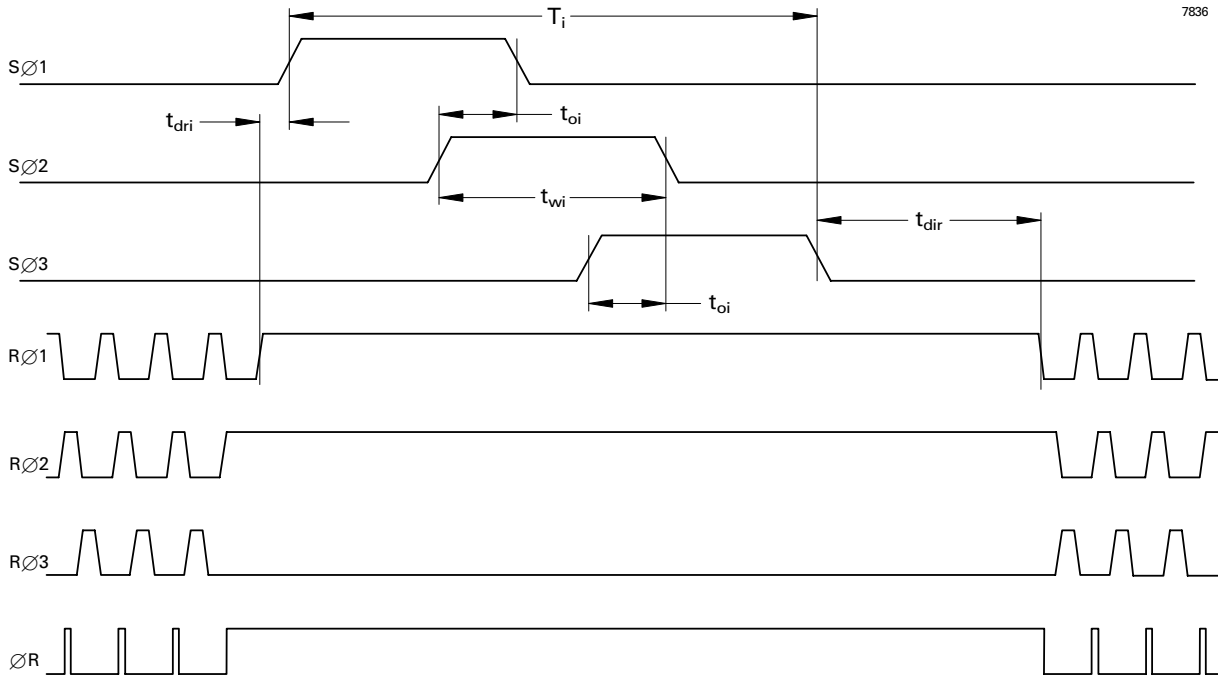 7836
Ti
SØ1
tdri
toi
SØ2
twi
tdir
SØ3
toi
RØ1
RØ2
RØ3
ØR